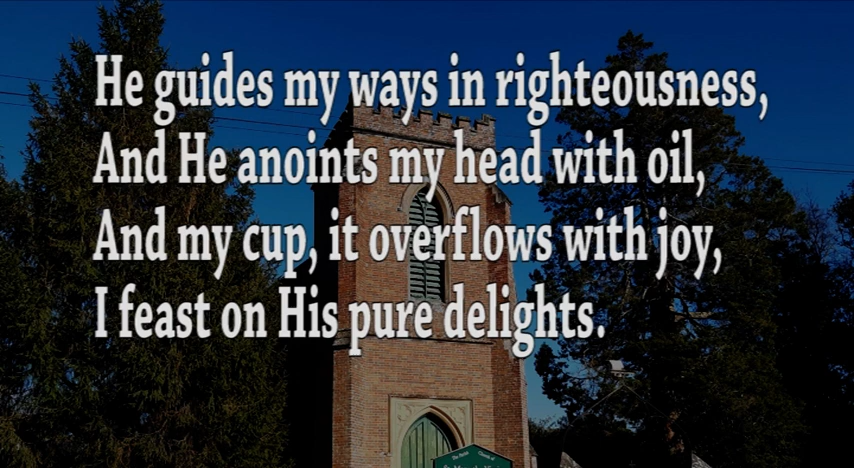 He guides my ways in righteousness,
And He anoints my head with oil,
And my cup, it overflows with joy,
I feast on His pure delights.